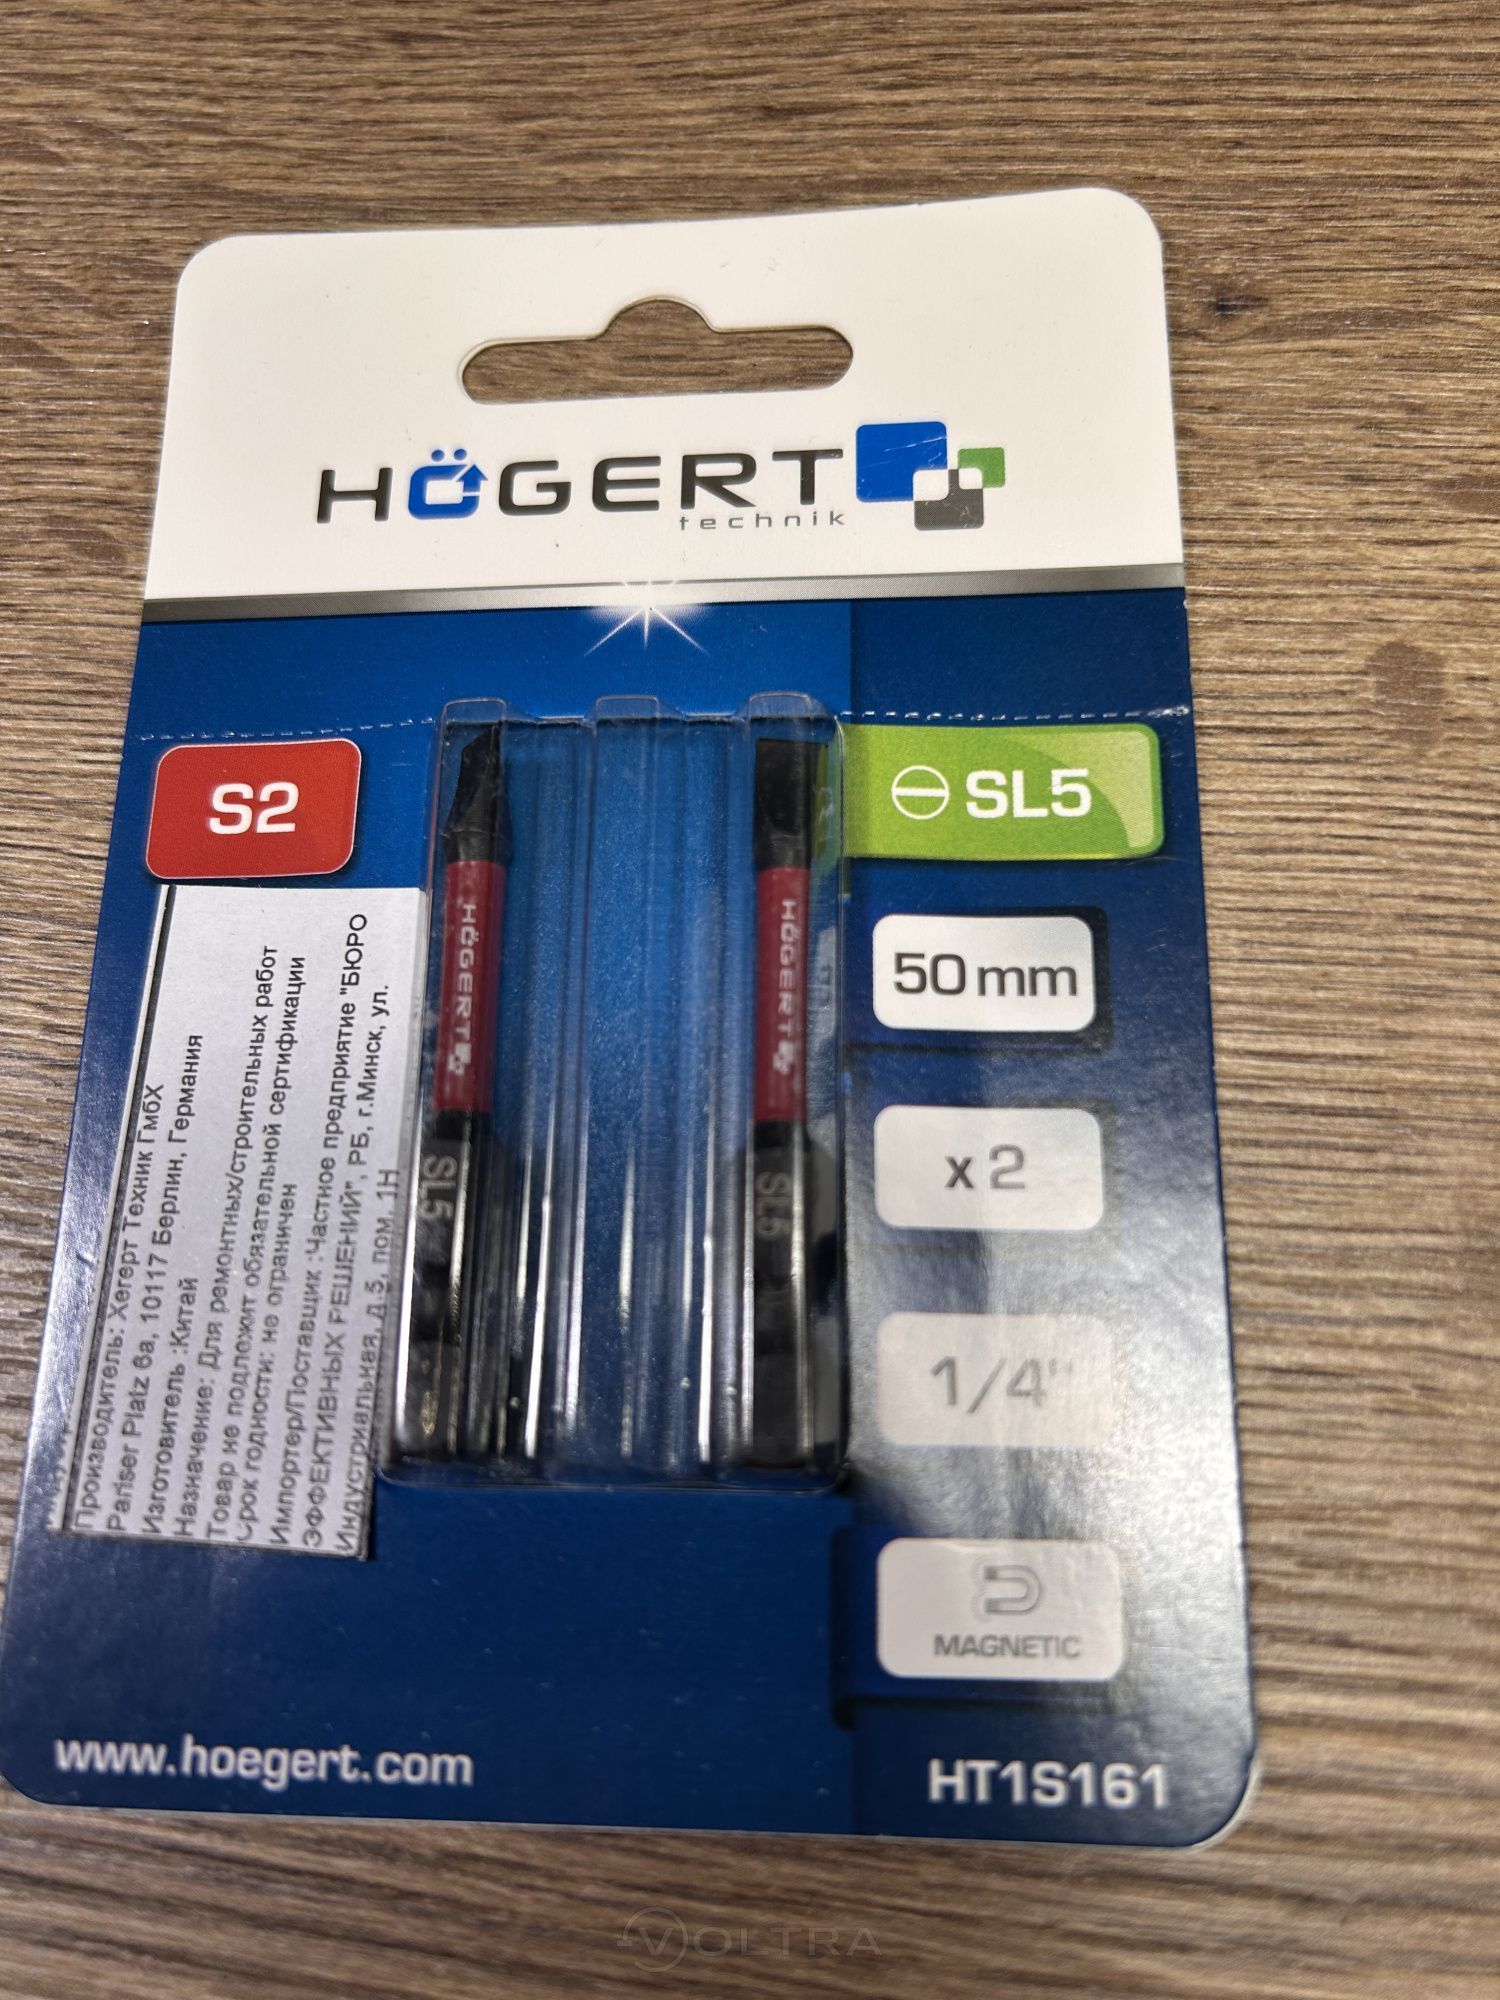 HÖGERT
technik
S2
SL5
50 mm
x 2
1/4"
MAGNETIC
HÖGERT
SL5
HÖGERT
SL5
Производитель: Хегерт Техник ГмбХ
Pariser Platz 6a, 10117 Берлин, Германия
Изготовитель :Китай
Назначение: Для ремонтных/строительных работ
Товар не подлежит обязательной сертификации
Срок годности: не ограничен
Импортер/Поставщик :Частное предприятие "БЮРО
ЭФФЕКТИВНЫХ РЕШЕНИЙ", РБ, г.Минск, ул.
Индустриальная, д.5, пом. 1Н
www.hoegert.com
HT1S161
VOLTRA